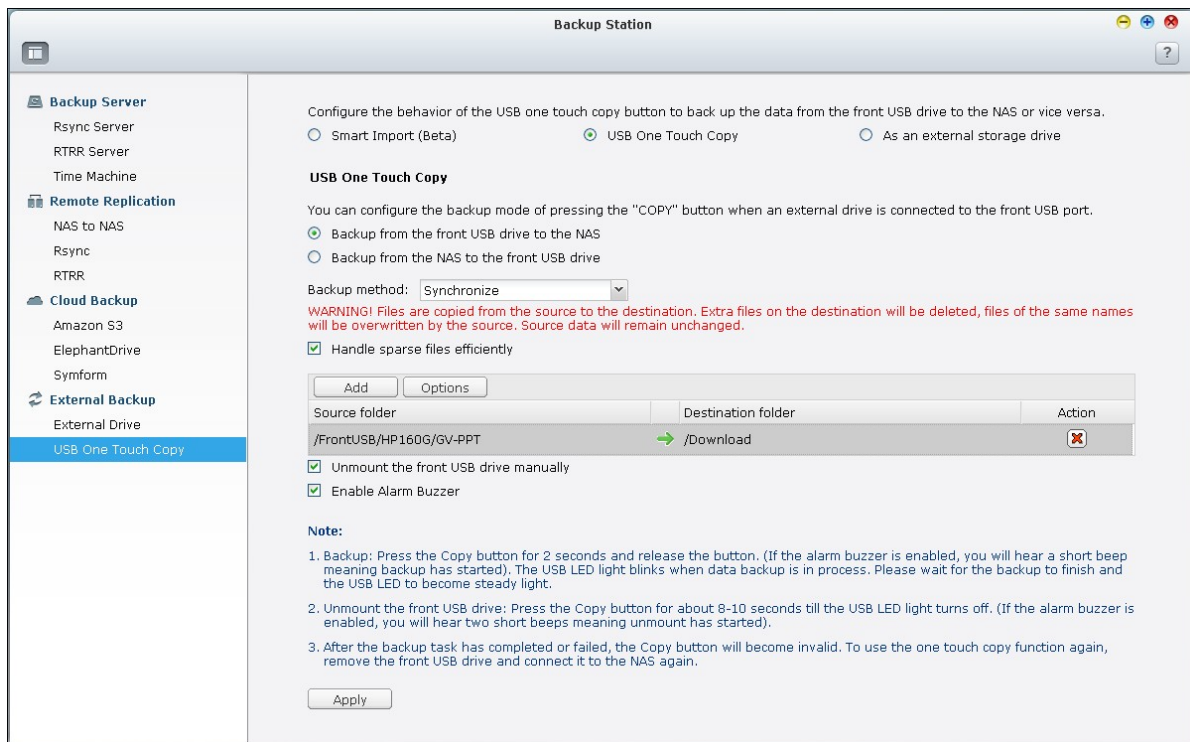 Backup Station
?
Backup Server
Rsync Server
RTRR Server
Time Machine
Remote Replication
NAS to NAS
Rsync
RTRR
Cloud Backup
Amazon S3
ElephantDrive
Symform
External Backup
External Drive
USB One Touch Copy
Configure the behavior of the USB one touch copy button to back up the data from the front USB drive to the NAS or vice versa.
Smart Import (Beta) USB One Touch Copy As an external storage drive
USB One Touch Copy
You can configure the backup mode of pressing the "COPY" button when an external drive is connected to the front USB port.
Backup from the front USB drive to the NAS
Backup from the NAS to the front USB drive
Backup method: Synchronize
WARNING! Files are copied from the source to the destination. Extra files on the destination will be deleted, files of the same names
will be overwritten by the source. Source data will remain unchanged.
Handle sparse files efficiently
Add Options
Source folder Destination folder Action
/FrontUSB/HP160G/GV-PPT /Download
Unmount the front USB drive manually
Enable Alarm Buzzer
Note:
1. Backup: Press the Copy button for 2 seconds and release the button. (If the alarm buzzer is enabled, you will hear a short beep
meaning backup has started). The USB LED light blinks when data backup is in process. Please wait for the backup to finish and
the USB LED to become steady light.
2. Unmount the front USB drive: Press the Copy button for about 8-10 seconds till the USB LED light turns off. (If the alarm buzzer is
enabled, you will hear two short beeps meaning unmount has started).
3. After the backup task has completed or failed, the Copy button will become invalid. To use the one touch copy function again,
remove the front USB drive and connect it to the NAS again.
Apply